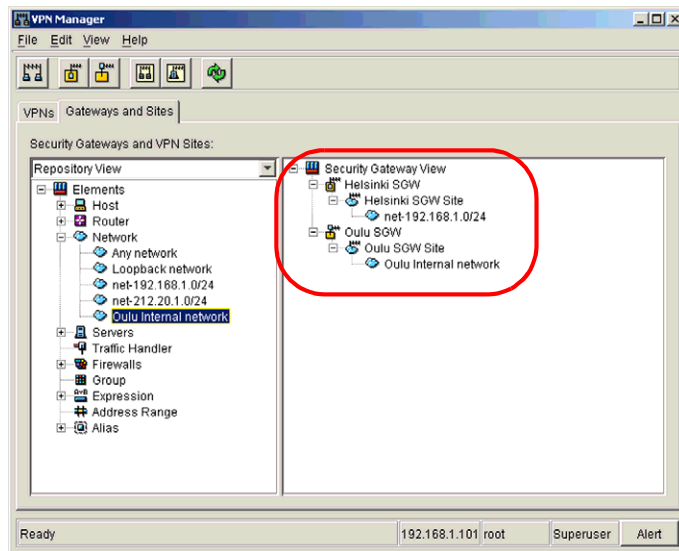 VPN Manager
File Edit View Help
VPNs Gateways and Sites
Security Gateways and VPN Sites:
Repository View
Elements
Host
Router
Network
Any network
Loopback network
net-192.168.1.0/24
net-212.20.1.0/24
Oulu Internal network
Servers
Traffic Handler
Firewalls
Group
Expression
Address Range
Alias
Security Gateway View
Helsinki SGW
Helsinki SGW Site
net-192.168.1.0/24
Oulu SGW
Oulu SGW Site
Oulu Internal network
Ready 192.168.1.101 root Superuser Alert